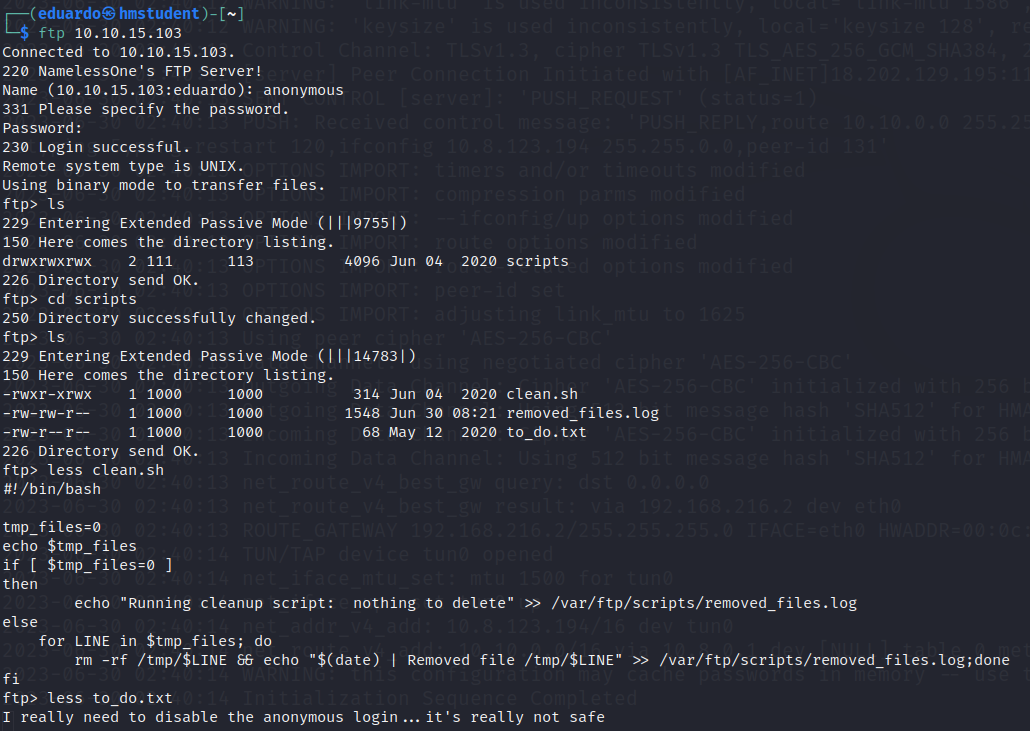 ┌──(eduardo㉿hmstudent)-[~]
└─$ ftp 10.10.15.103
Connected to 10.10.15.103.
220 NamelessOne's FTP Server!
Name (10.10.15.103:eduardo): anonymous
331 Please specify the password.
Password:
230 Login successful.
Remote system type is UNIX.
Using binary mode to transfer files.
ftp> ls
229 Entering Extended Passive Mode (|||9755|)
150 Here comes the directory listing.
drwxrwxrwx    2 111      113          4096 Jun 04  2020 scripts
226 Directory send OK.
ftp> cd scripts
250 Directory successfully changed.
ftp> ls
229 Entering Extended Passive Mode (|||14783|)
150 Here comes the directory listing.
-rwxr-xrwx    1 1000     1000          314 Jun 04  2020 clean.sh
-rw-rw-r--    1 1000     1000         1548 Jun 30 08:21 removed_files.log
-rw-r--r--    1 1000     1000           68 May 12  2020 to_do.txt
226 Directory send OK.
ftp> less clean.sh
#!/bin/bash
tmp_files=0
echo $tmp_files
if [ $tmp_files=0 ]
then
        echo "Running cleanup script:  nothing to delete" >> /var/ftp/scripts/removed_files.log
else
    for LINE in $tmp_files; do
        rm -rf /tmp/$LINE && echo "$(date) | Removed file /tmp/$LINE" >> /var/ftp/scripts/removed_files.log;done
fi
ftp> less to_do.txt
I really need to disable the anonymous login...it's really not safe